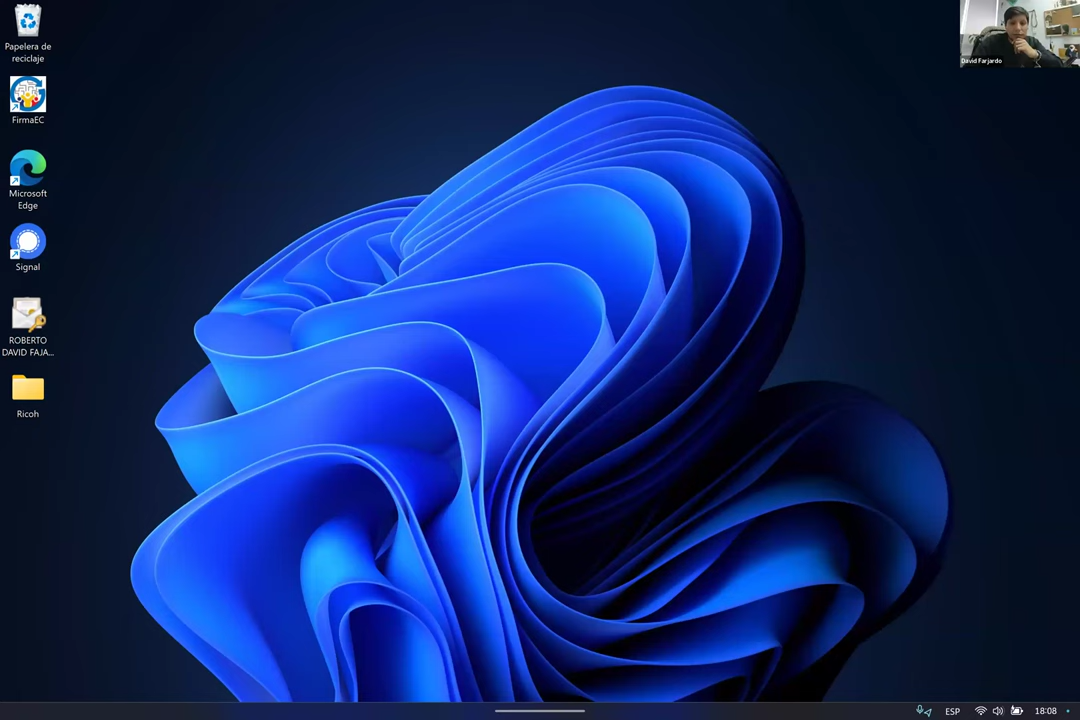 Papelera de
reciclaje
FirmaEC
Microsoft
Edge
Signal
ROBERTO
DAVID FAJA...
Ricoh
David Farjardo
ESP
18:08